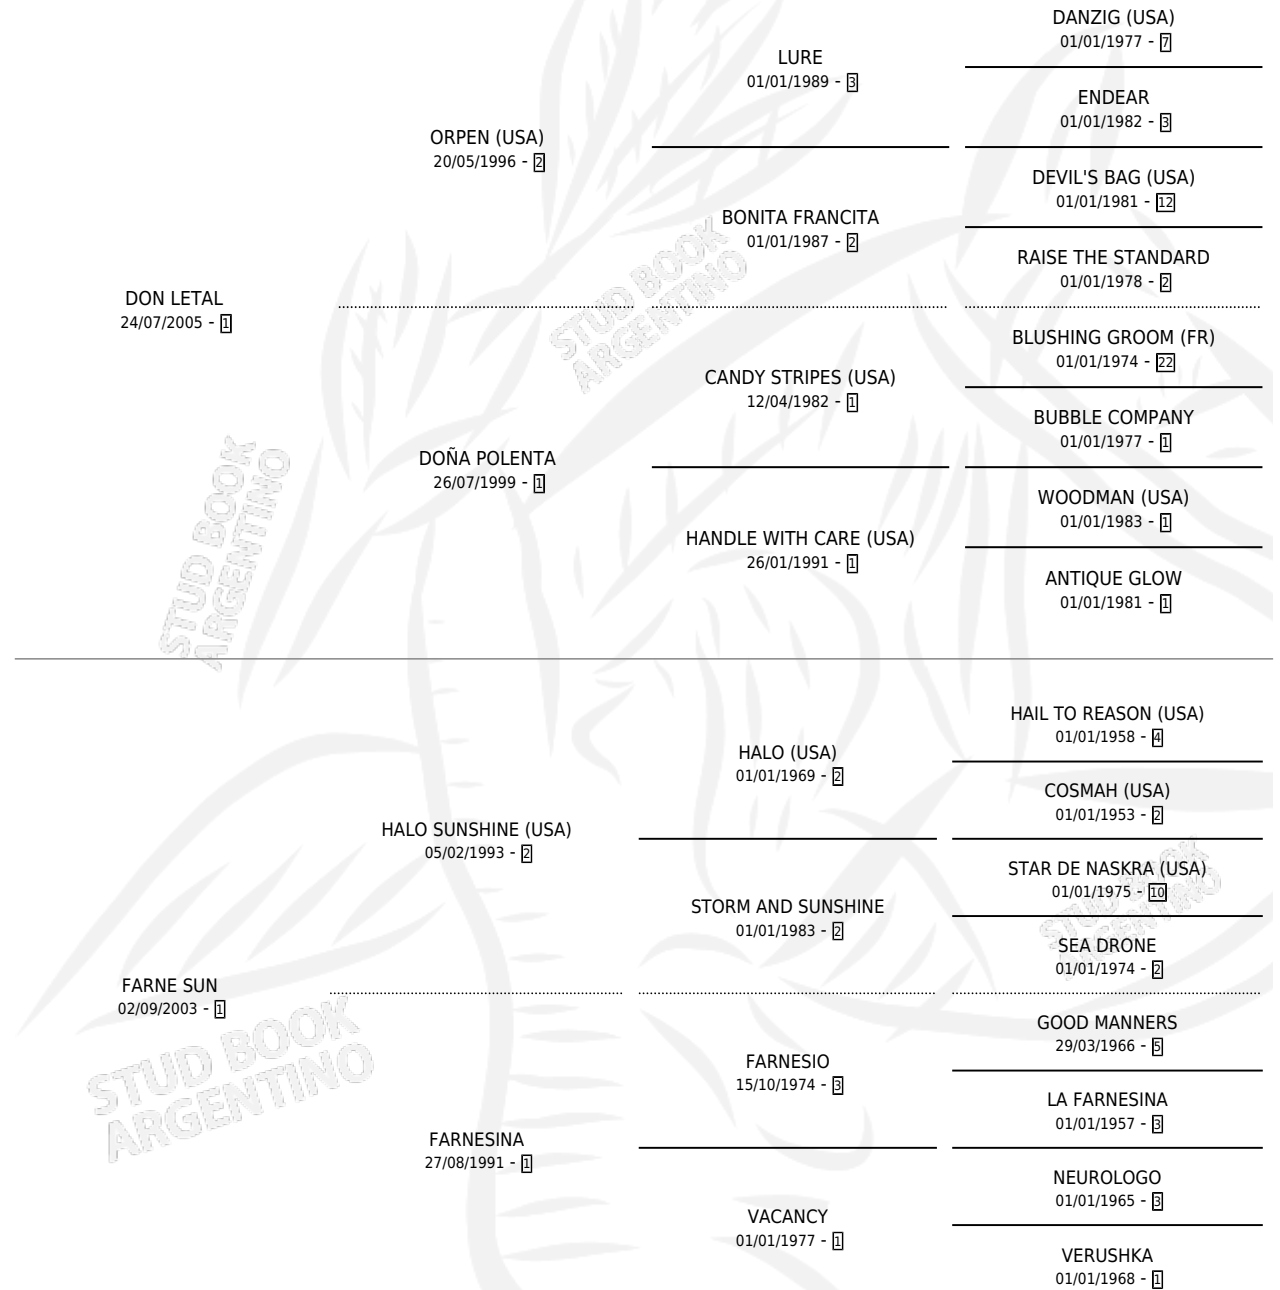 DANZIG (USA)
01/01/1977 - 7
LURE
01/01/1989 - 3
ENDEAR
01/01/1982 - 3
ORPEN (USA)
20/05/1996 - 2
DEVIL'S BAG (USA)
01/01/1981 - 12
BONITA FRANCITA
01/01/1987 - 2
RAISE THE STANDARD
01/01/1978 - 2
DON LETAL
24/07/2005 - 1
STUD BOOK
ARGENTINO
BLUSHING GROOM (FR)
01/01/1974 - 22
CANDY STRIPES (USA)
12/04/1982 - 1
BUBBLE COMPANY
01/01/1977 - 1
DOÑA POLENTA
26/07/1999 - 1
WOODMAN (USA)
01/01/1983 - 1
HANDLE WITH CARE (USA)
26/01/1991 - 1
ANTIQUE GLOW
01/01/1981 - 1
STUD BOOK
ARGENTINO
HAIL TO REASON (USA)
01/01/1958 - 4
HALO (USA)
01/01/1969 - 2
COSMAH (USA)
01/01/1953 - 2
HALO SUNSHINE (USA)
05/02/1993 - 2
STAR DE NASKRA (USA)
01/01/1975 - 10
STORM AND SUNSHINE
01/01/1983 - 2
STUD BOOK
ARGENTINO
SEA DRONE
01/01/1974 - 2
FARNE SUN
02/09/2003 - 1
GOOD MANNERS
29/03/1966 - 5
STUD BOOK
ARGENTINO
FARNESIO
15/10/1974 - 3
LA FARNESINA
01/01/1957 - 3
FARNESINA
27/08/1991 - 1
NEUROLOGO
01/01/1965 - 3
VACANCY
01/01/1977 - 1
VERUSHKA
01/01/1968 - 1